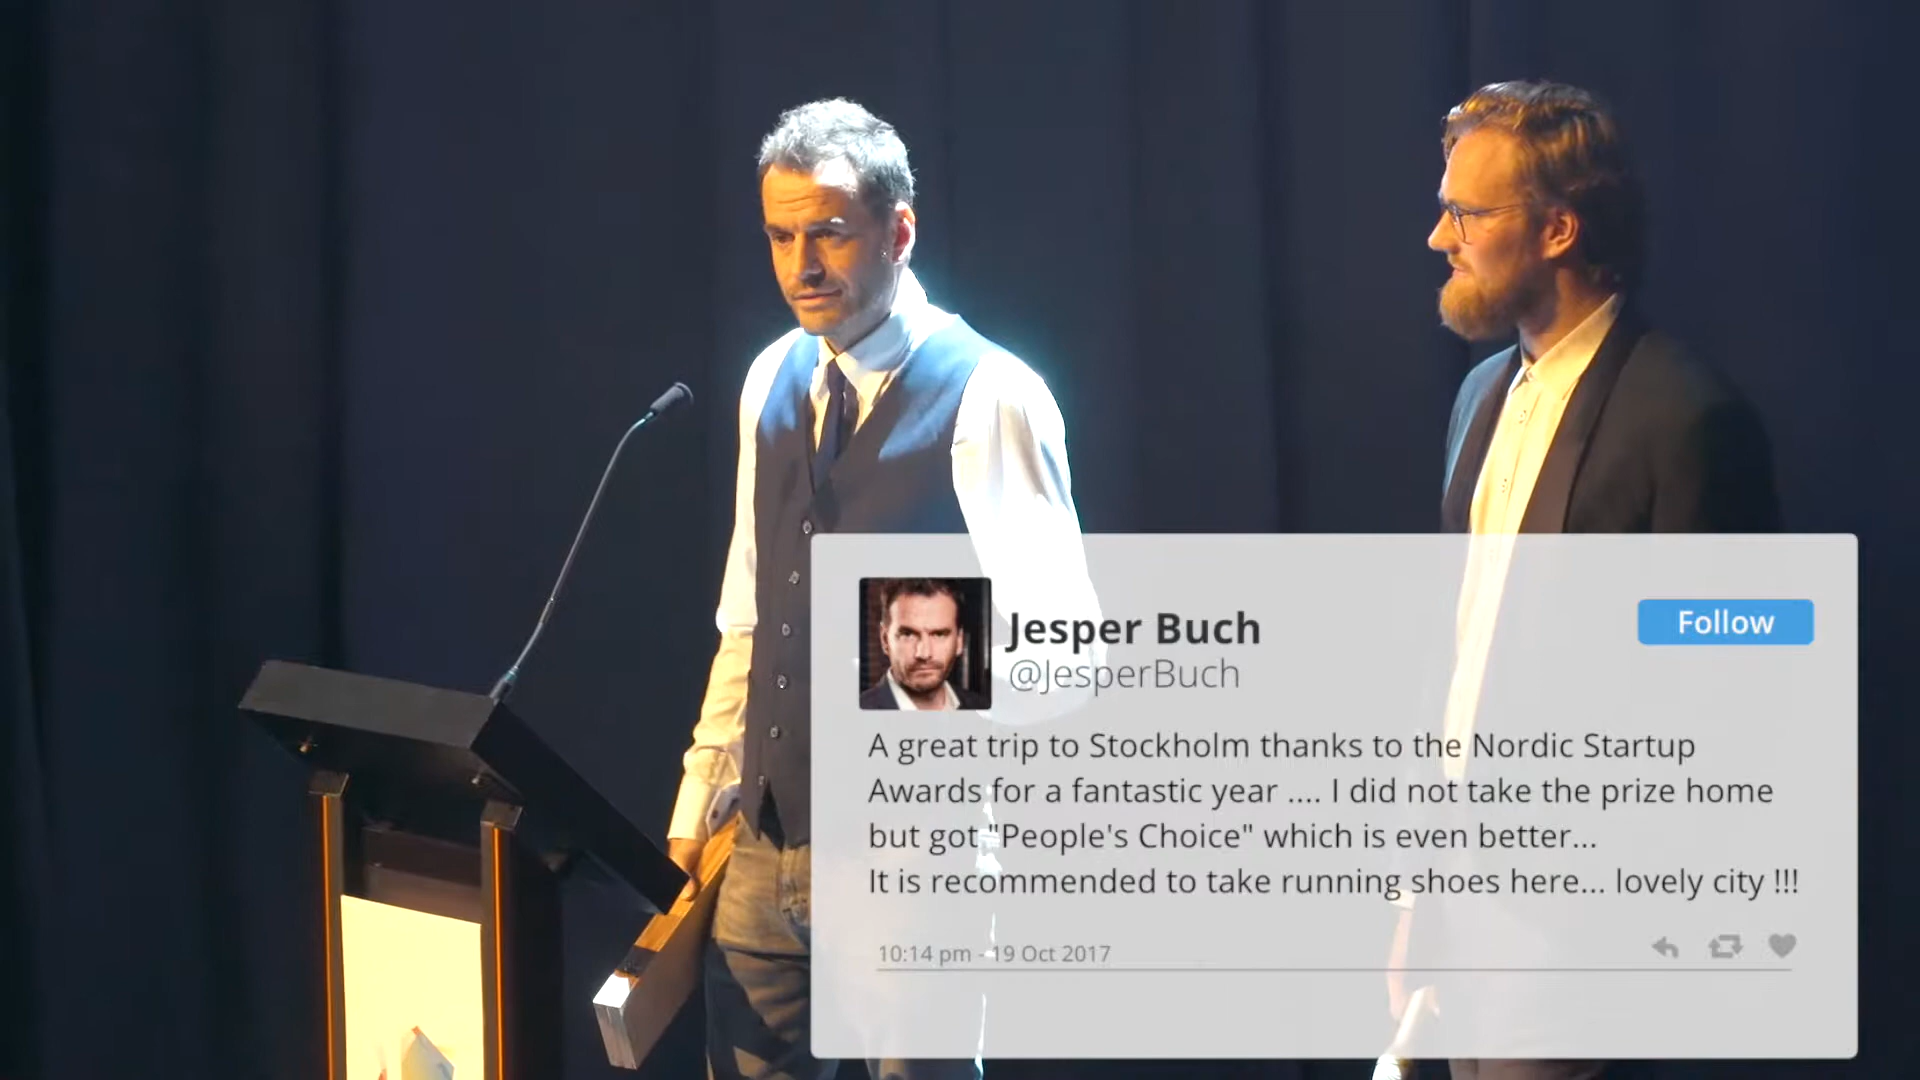 Jesper Buch
@JesperBuch
Follow
A great trip to Stockholm thanks to the Nordic Startup
Awards for a fantastic year .... I did not take the prize home
but got "People's Choice" which is even better...
It is recommended to take running shoes here... lovely city !!!
10:14 pm - 19 Oct 2017